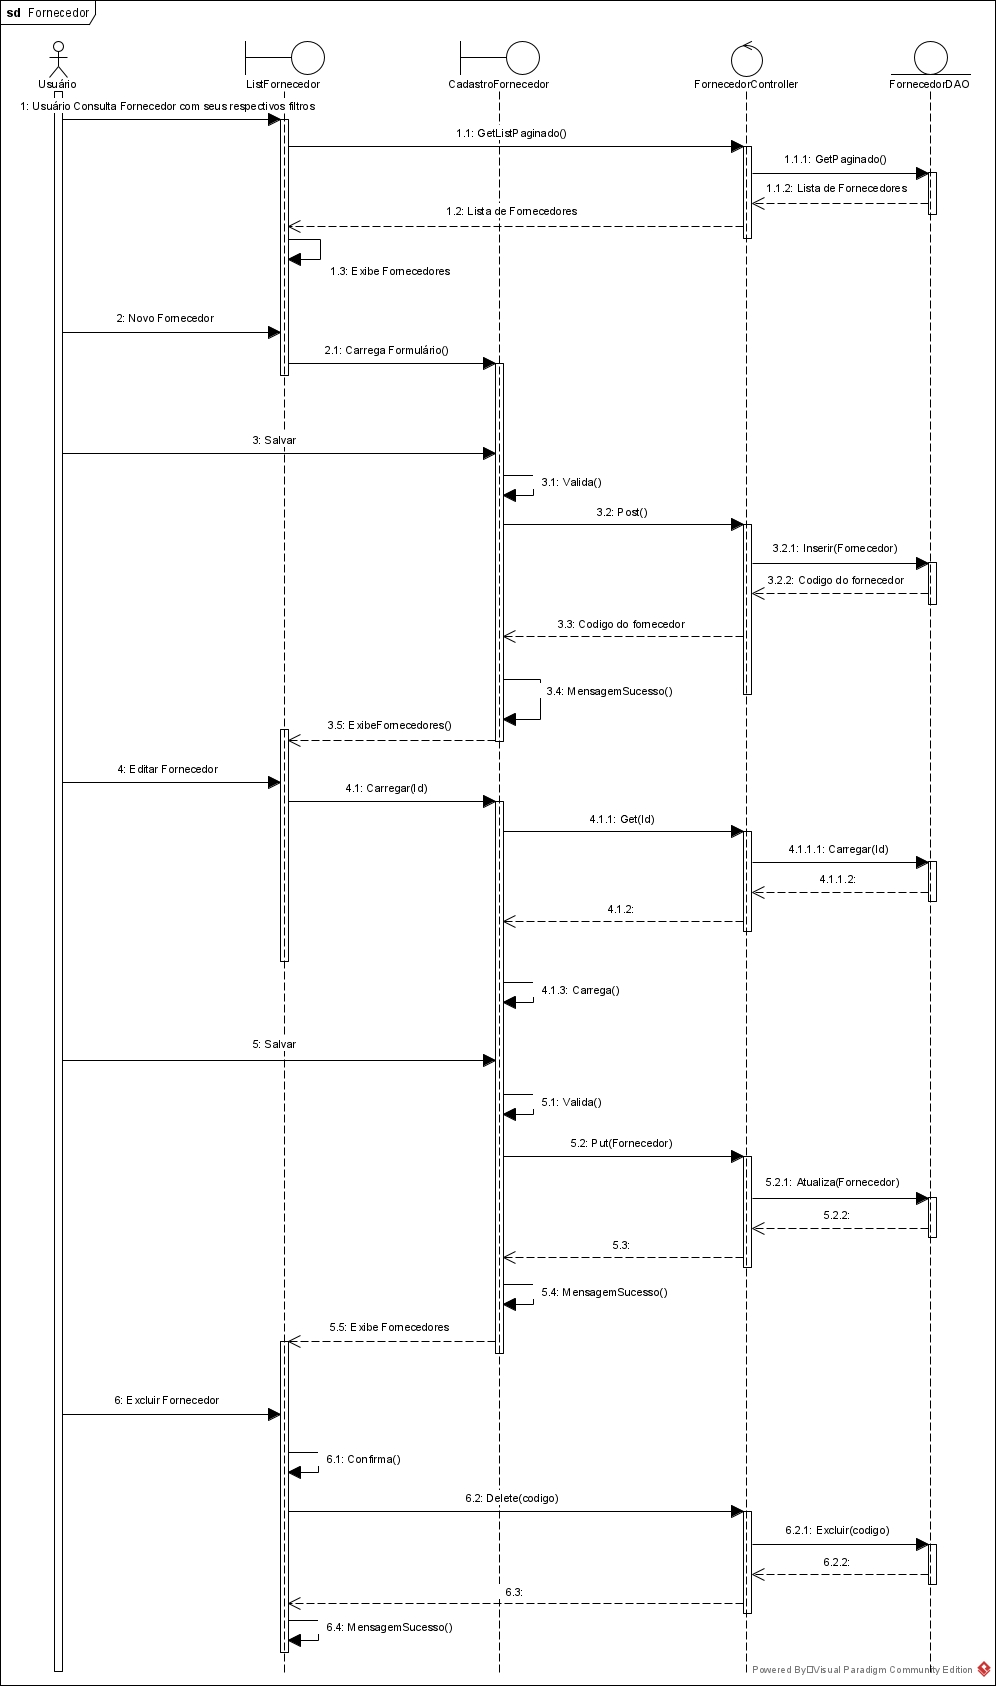 sd Fornecedor
Usuário
ListFornecedor
CadastroFornecedor
FornecedorController
FornecedorDAO
1: Usuário Consulta Fornecedor com seus respectivos filtros
1.1: GetListPaginado()
1.1.1: GetPaginado()
1.1.2: Lista de Fornecedores
1.2: Lista de Fornecedores
1.3: Exibe Fornecedores
2: Novo Fornecedor
2.1: Carrega Formulário()
3: Salvar
3.1: Valida()
3.2: Post()
3.2.1: Inserir(Fornecedor)
3.2.2: Codigo do fornecedor
3.3: Codigo do fornecedor
3.4: MensagemSucesso()
3.5: ExibeFornecedores()
4: Editar Fornecedor
4.1: Carregar(Id)
4.1.1: Get(Id)
4.1.1.1: Carregar(Id)
4.1.1.2:
4.1.2:
4.1.3: Carrega()
5: Salvar
5.1: Valida()
5.2: Put(Fornecedor)
5.2.1: Atualiza(Fornecedor)
5.2.2:
5.3:
5.4: MensagemSucesso()
5.5: Exibe Fornecedores
6: Excluir Fornecedor
6.1: Confirma()
6.2: Delete(codigo)
6.2.1: Excluir(codigo)
6.2.2:
6.3:
6.4: MensagemSucesso()
Powered By Visual Paradigm Community Edition